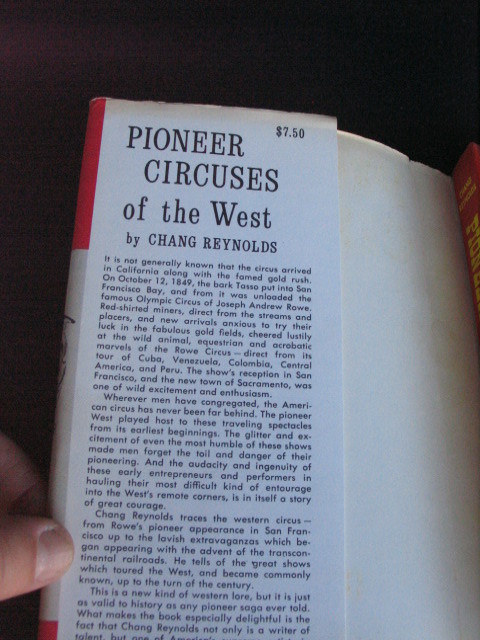 PIONEER $7.50
CIRCUSES
of the West
by CHANG REYNOLDS
It is not generally known that the circus arrived
in California along with the famed gold rush.
On October 12, 1849, the bark Tasso put into San
Francisco Bay, and from it was unloaded the
famous Olympic Circus of Joseph Andrew Rowe.
Red-shirted miners, direct from the streams and
placers, and new arrivals anxious to try their
luck in the fabulous gold fields, cheered lustily
at the wild animal, equestrian and acrobatic
marvels of the Rowe Circus — direct from its
tour of Cuba, Venezuela, Colombia, Central
America, and Peru. The show's reception in San
Francisco, and the new town of Sacramento, was
one of wild excitement and enthusiasm.
Wherever men have congregated, the Ameri-
can circus has never been far behind. The pioneer
West played host to these traveling spectacles
from its earliest beginnings. The glitter and ex-
citement of even the most humble of these shows
made men forget the toil and danger of their
pioneering. And the audacity and ingenuity of
these early entrepreneurs and performers in
hauling their most difficult kind of entourage
into the West's remote corners, is in itself a story
of great courage.
Chang Reynolds traces the western circus —
from Rowe's pioneer appearance in San Fran-
cisco up to the lavish extravaganzas which be-
gan appearing with the advent of the transcon-
tinental railroads. He tells of the great shows
which toured the West, and became commonly
known, up to the turn of the century.
This is a new kind of western lore, but it is just
as valid to history as any pioneer saga ever told.
What makes the book especially delightful is the
fact that Chang Reynolds not only is a writer of
talent, but one of America's